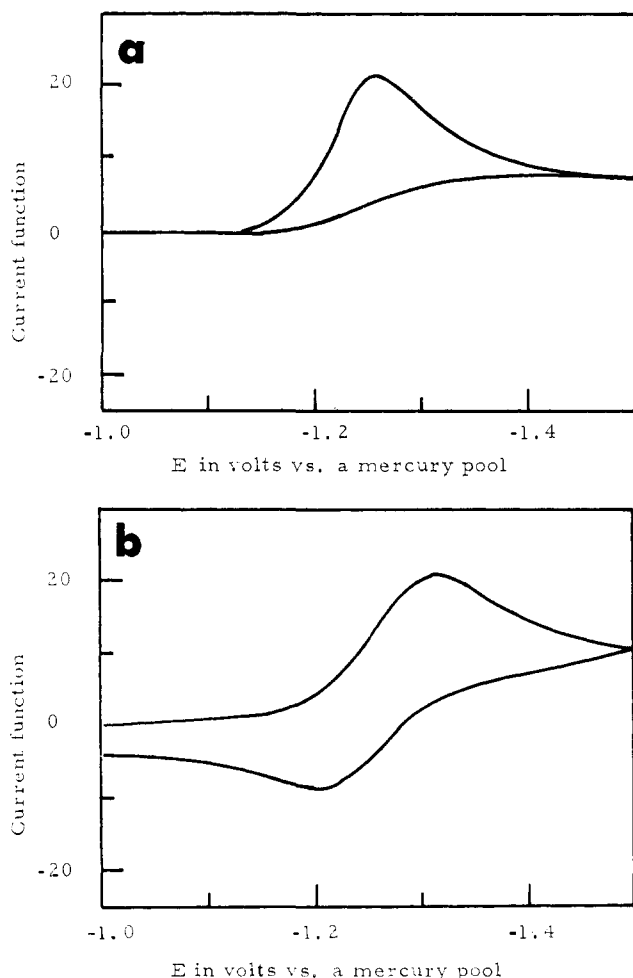 a
20
0
-20
Current function
-1.0
-1.2
-1.4
E in volts vs. a mercury pool
b
20
0
-20
Current function
-1.0
-1.2
-1.4
E in volts vs. a mercury pool